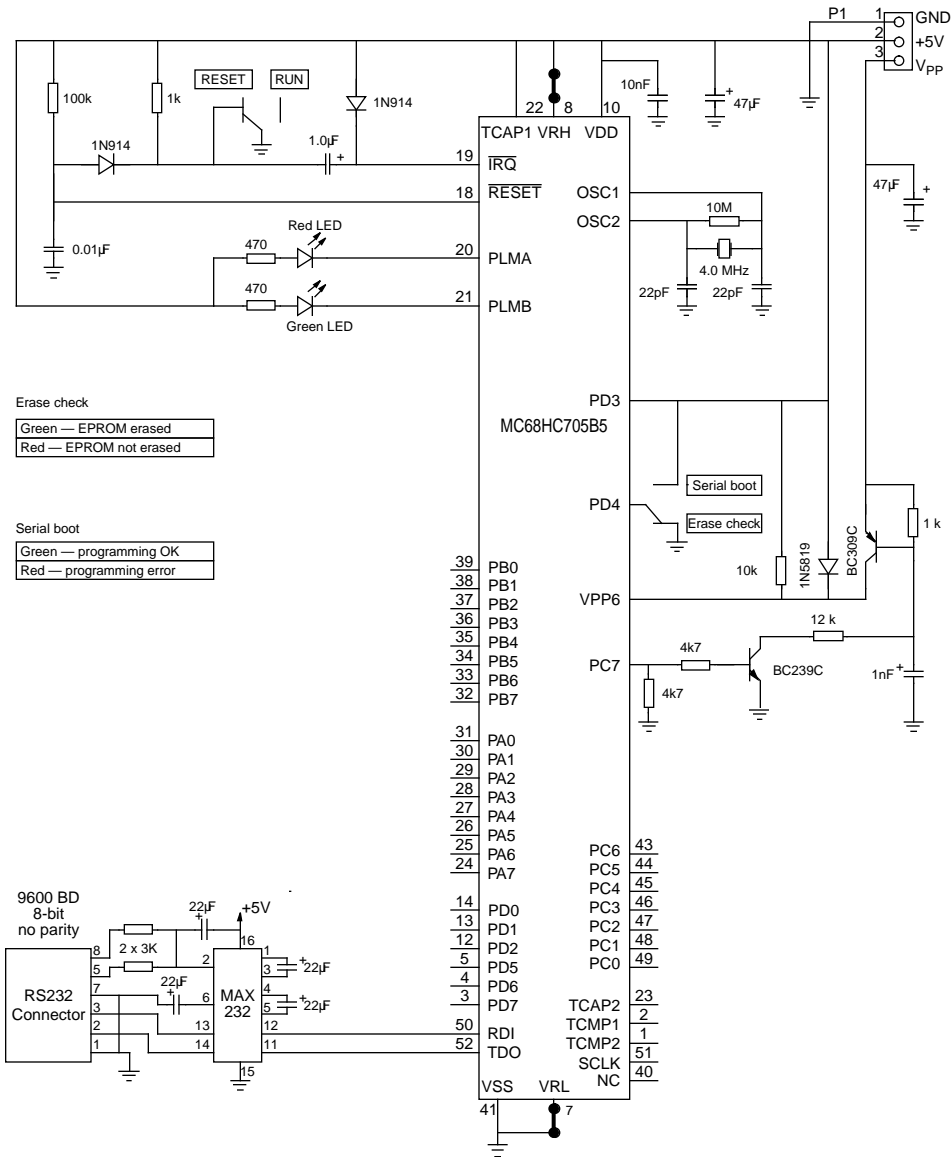 P1
1
GND
2
+5V
3
VPP
RESET
RUN
100k
1k
1N914
10nF
+
47µF
22
8
10
TCAP1
VRH
VDD
1N914
1.0µF
+
19
IRQ
18
RESET
OSC1
OSC2
10M
4.0 MHz
22pF
22pF
47µF
+
0.01µF
470
Red LED
20
PLMA
470
Green LED
21
PLMB
PD3
MC68HC705B5
Erase check
Green — EPROM erased
Red — EPROM not erased
PD4
Serial boot
Erase check
Serial boot
Green — programming OK
Red — programming error
10k
1N5819
BC309C
1 k
VPP6
12 k
PC7
4k7
4k7
BC239C
1nF
+
39 PB0
38 PB1
37 PB2
36 PB3
35 PB4
34 PB5
33 PB6
32 PB7
31 PA0
30 PA1
29 PA2
28 PA3
27 PA4
26 PA5
25 PA6
24 PA7
14 PD0
13 PD1
12 PD2
5 PD5
4 PD6
3 PD7
50 RDI
52 TDO
PC6 43
PC5 44
PC4 45
PC3 46
PC2 47
PC1 48
PC0 49
TCAP2 23
TCMP1 2
TCMP2 1
SCLK 51
NC 40
VSS
VRL
41
7
9600 BD
8-bit
no parity
RS232
Connector
8
5
7
3
2
1
2 x 3K
22µF
+
+5V
22µF
+
MAX
232
16
2
6
13
14
1
3
4
5
12
11
15
+
22µF
+
22µF